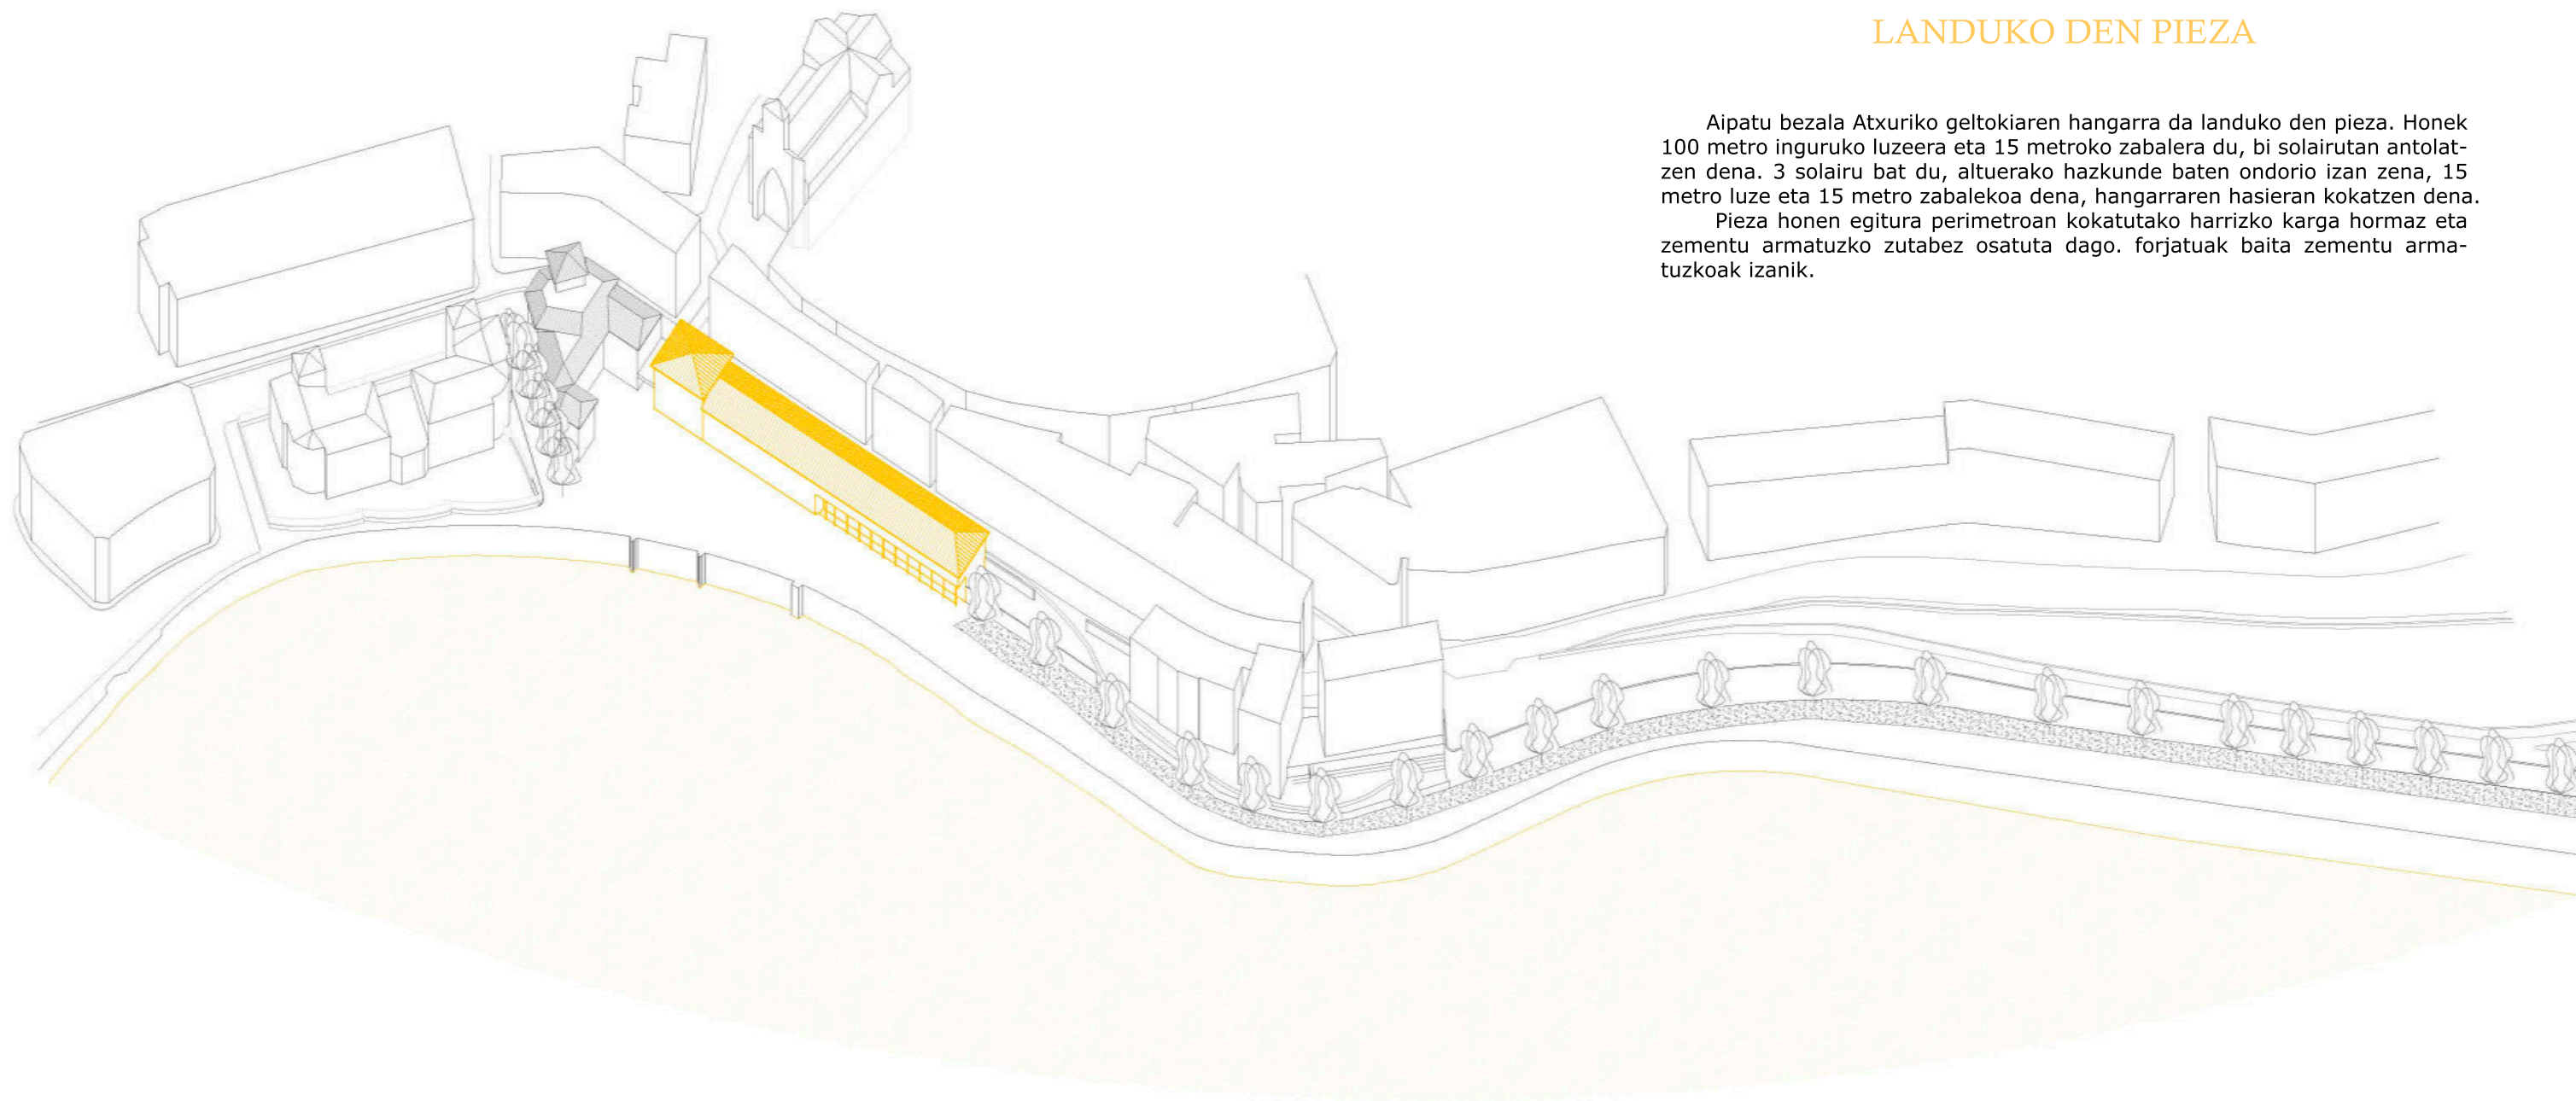 LANDUKO DEN PIEZA
Aipatu bezala Atxuriko geltokiaren hangarra da landuko den pieza. Honek
100 metro inguruko luzeera eta 15 metroko zabalera du, bi solairutan antolat-
zen dena. 3 solairu bat du, altuerako hazkunde baten ondorio izan zena, 15
metro luze eta 15 metro zabalekoa dena, hangarraren hasieran kokatzen dena.
Pieza honen egitura perimetroan kokatutako harrizko karga hormaz eta
zementu armatuzko zutabez osatuta dago. forjatuak baita zementu arma-
tuzkoak izanik.